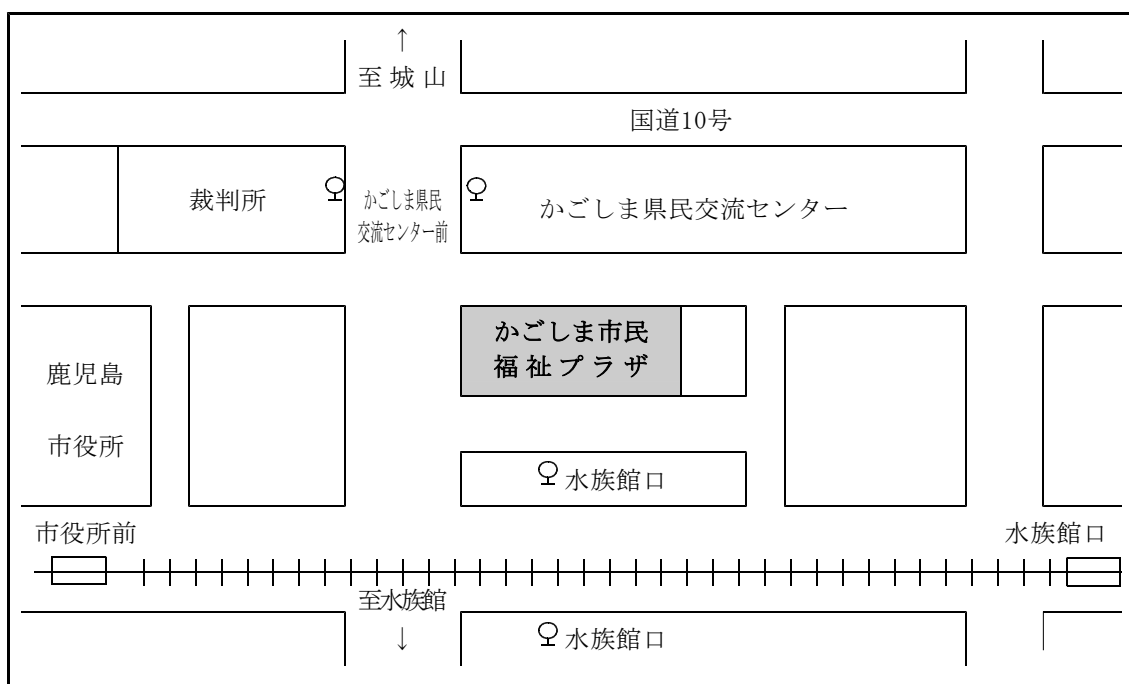 ↑
至城山
国道10号
裁判所
かごしま県民
交流センター前
かごしま県民交流センター
かごしま市民
福祉プラザ
鹿児島
市役所
水族館口
市役所前
水族館口
至水族館
↓
水族館口